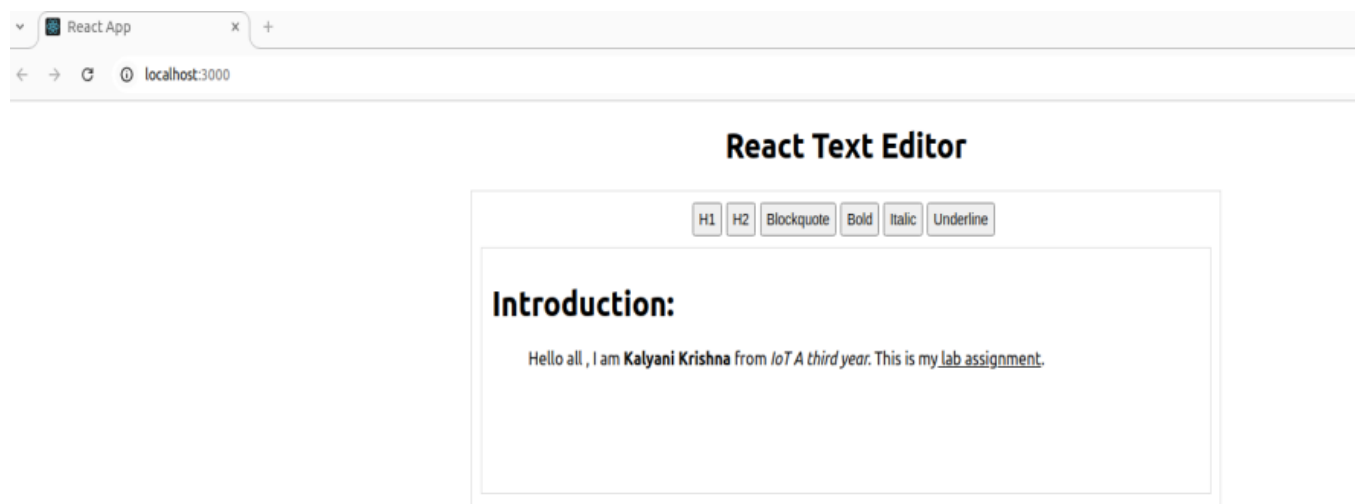 React App
localhost:3000
React Text Editor
H1 H2 Blockquote Bold Italic Underline
Introduction:
Hello all , I am Kalyani Krishna from IoT A third year. This is my lab assignment.